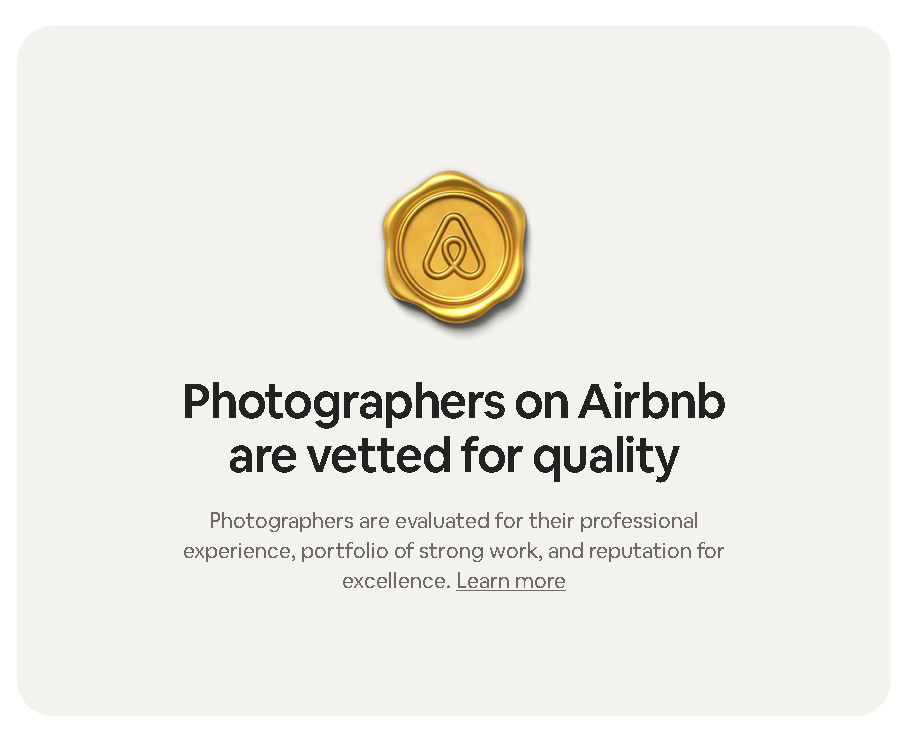 Photographers on Airbnb
are vetted for quality
Photographers are evaluated for their professional
experience, portfolio of strong work, and reputation for
excellence. Learn more